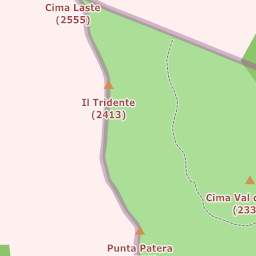 Cima Laste
(2555)
Il Tridente
(2413)
Cima Val
(233
Punta Patera